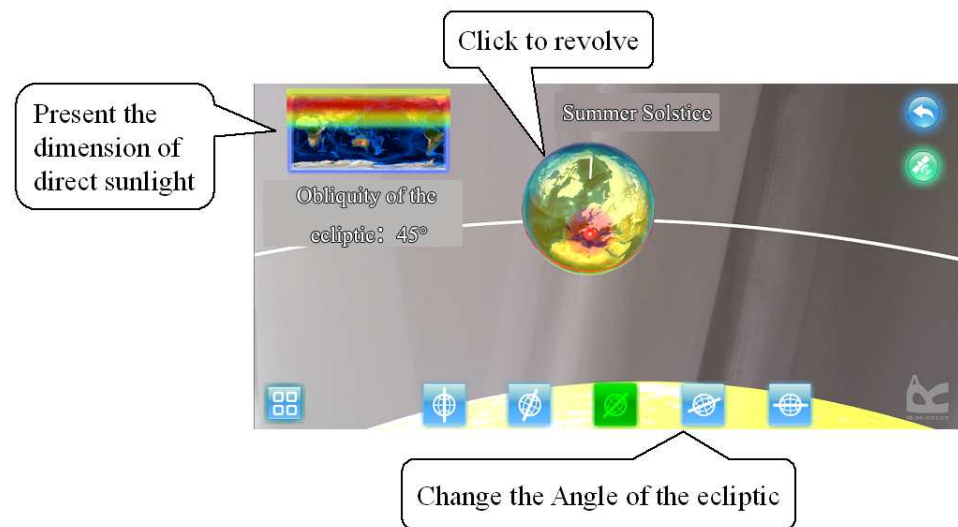 Click to revolve
Present the
dimension of
direct sunlight
Summer Solstice
Obliquity of the
ecliptic: 45°
Change the Angle of the ecliptic